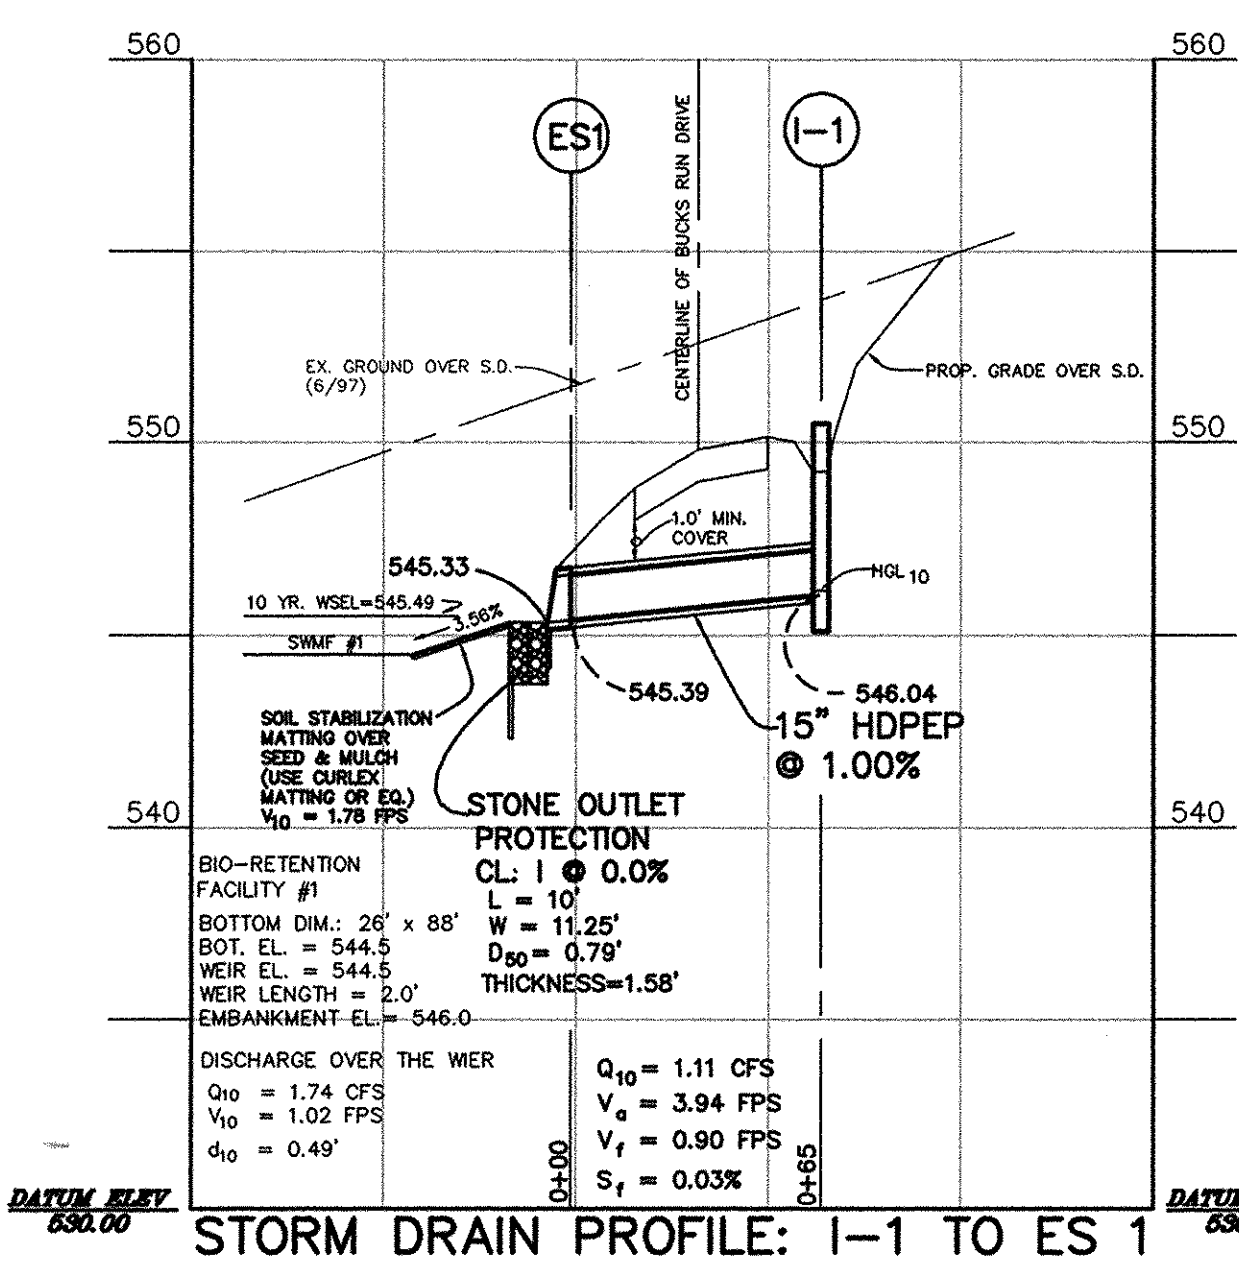 560
560
ES1
I-1
CENTERLINE OF BUCKS RUN DRIVE
EX. GROUND OVER S.D.
(6/97)
PROP. GRADE OVER S.D.
550
550
1.0' MIN.
COVER
545.33
HGL 10
10 YR. WSEL=545.49
3.56%
SWMF #1
545.39
546.04
15" HDPEP
@ 1.00%
SOIL STABILIZATION
MATTING OVER
SEED & MULCH
(USE CURLEX
MATTING OR EQ.)
V10 = 1.78 FPS
540
540
STONE OUTLET
PROTECTION
CL: I @ 0.0%
L = 10'
W = 11.25'
D50 = 0.79'
THICKNESS=1.58'
BIO-RETENTION
FACILITY #1
BOTTOM DIM.: 26' x 88'
BOT. EL. = 544.5
WEIR EL. = 544.5
WEIR LENGTH = 2.0'
EMBANKMENT EL.= 546.0
DISCHARGE OVER THE WIER
Q10 = 1.74 CFS
V10 = 1.02 FPS
d10 = 0.49'
Q10 = 1.11 CFS
Va = 3.94 FPS
Vf = 0.90 FPS
Sf = 0.03%
0+00
0+65
DATUM ELEV
530.00
DATU
53
STORM DRAIN PROFILE: I-1 TO ES 1